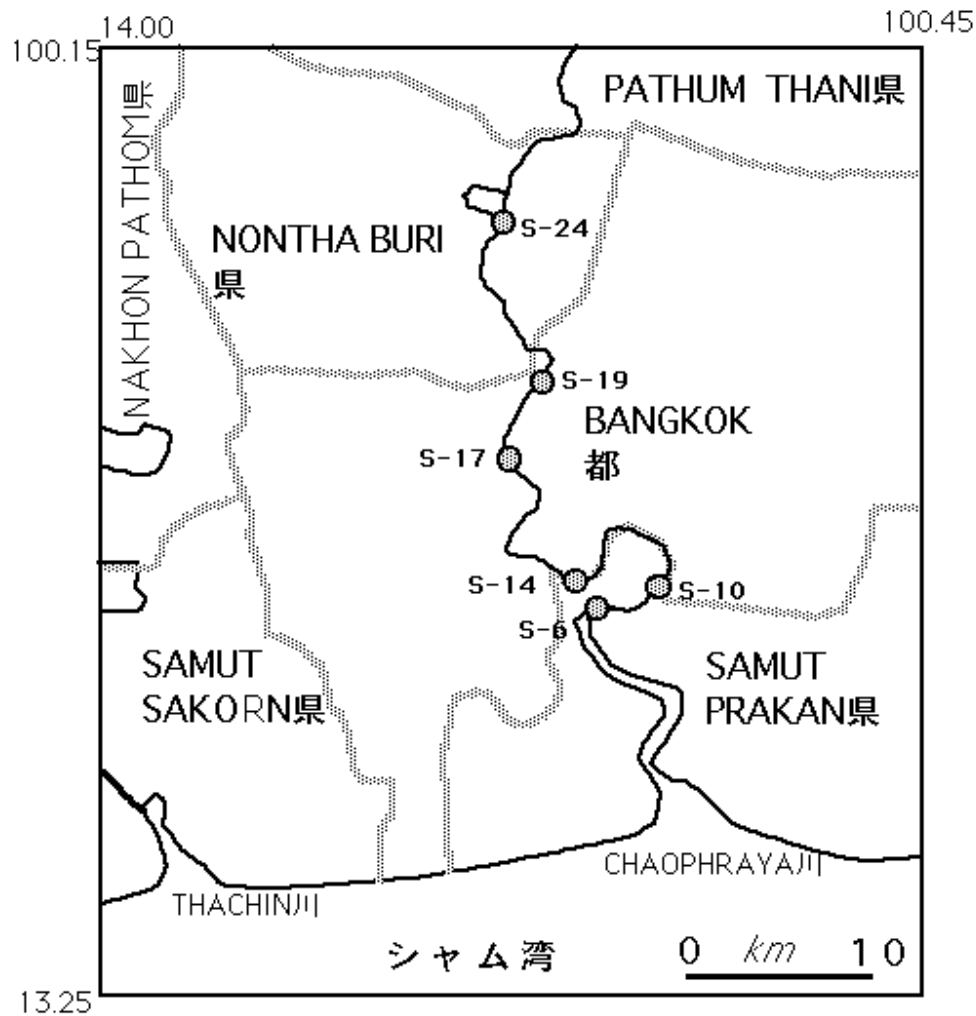 14.00
100.45
100.15
PATHUM THANI県
NAKHON PATHOM県
S-24
NONTHA BURI
県
S-19
BANGKOK
都
S-17
S-14
S-10
S-6
SAMUT
SAKORN県
SAMUT
PRAKAN県
CHAOPHRAYA川
THACHIN川
シャム湾
0 km 10
13.25